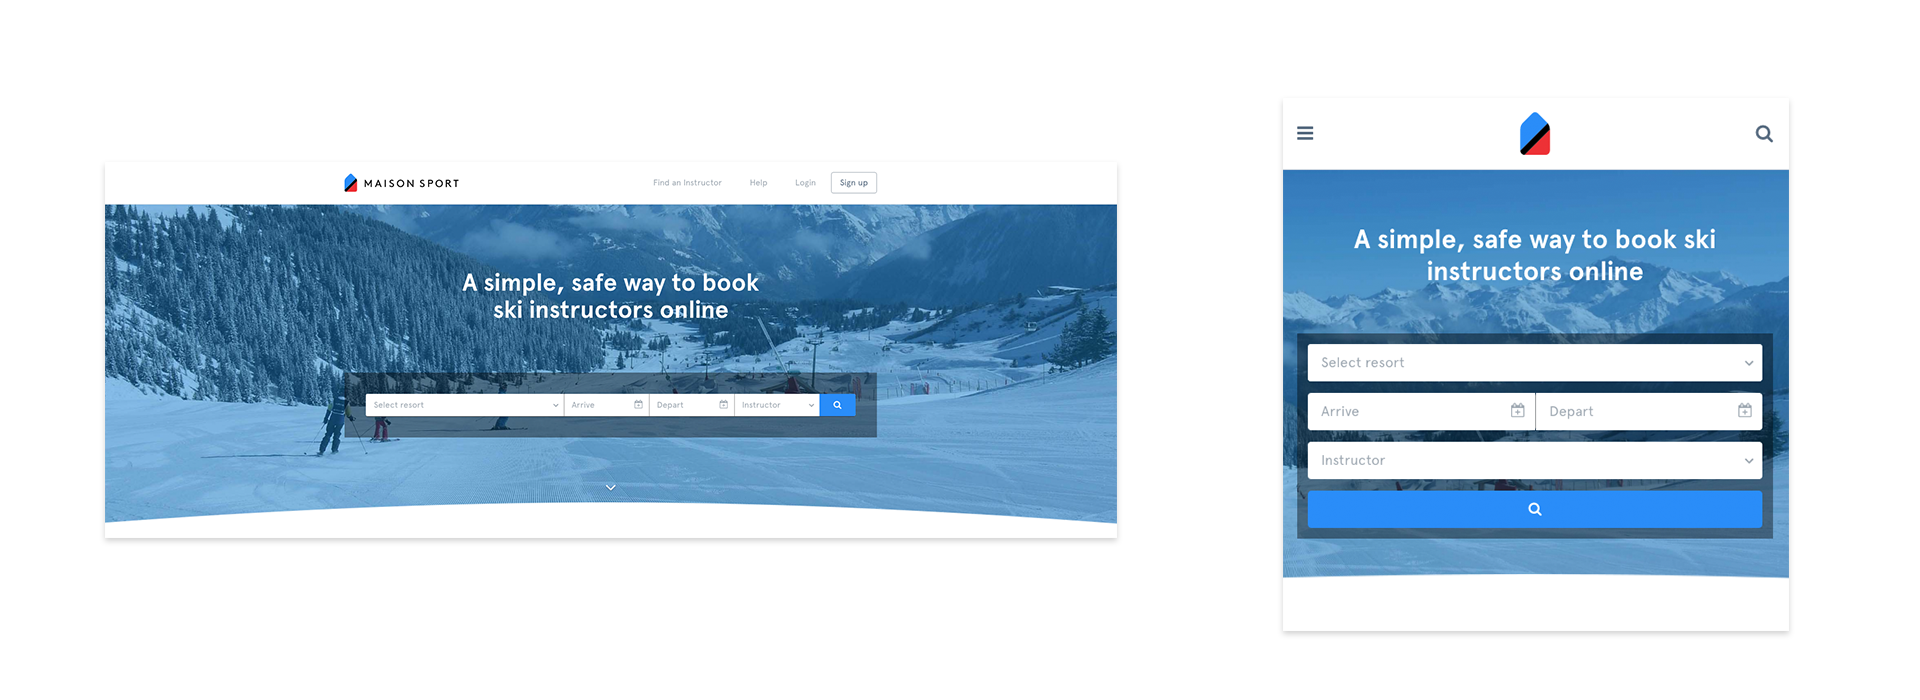 MAISON SPORT
Find an Instructor
Help
Login
Sign up
A simple, safe way to book
ski instructors online
Select resort
Arrive
Depart
Instructor
A simple, safe way to book ski
instructors online
Select resort
Arrive
Depart
Instructor